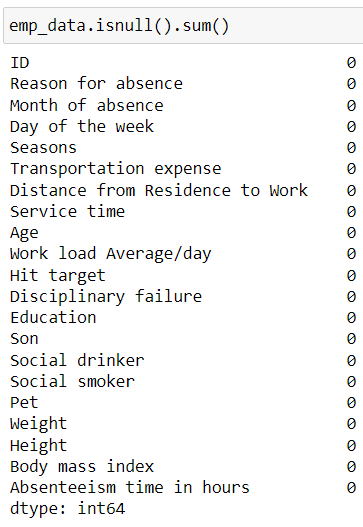 emp_data.isnull().sum()
ID 0
Reason for absence 0
Month of absence 0
Day of the week 0
Seasons 0
Transportation expense 0
Distance from Residence to Work 0
Service time 0
Age 0
Work load Average/day 0
Hit target 0
Disciplinary failure 0
Education 0
Son 0
Social drinker 0
Social smoker 0
Pet 0
Weight 0
Height 0
Body mass index 0
Absenteeism time in hours 0
dtype: int64